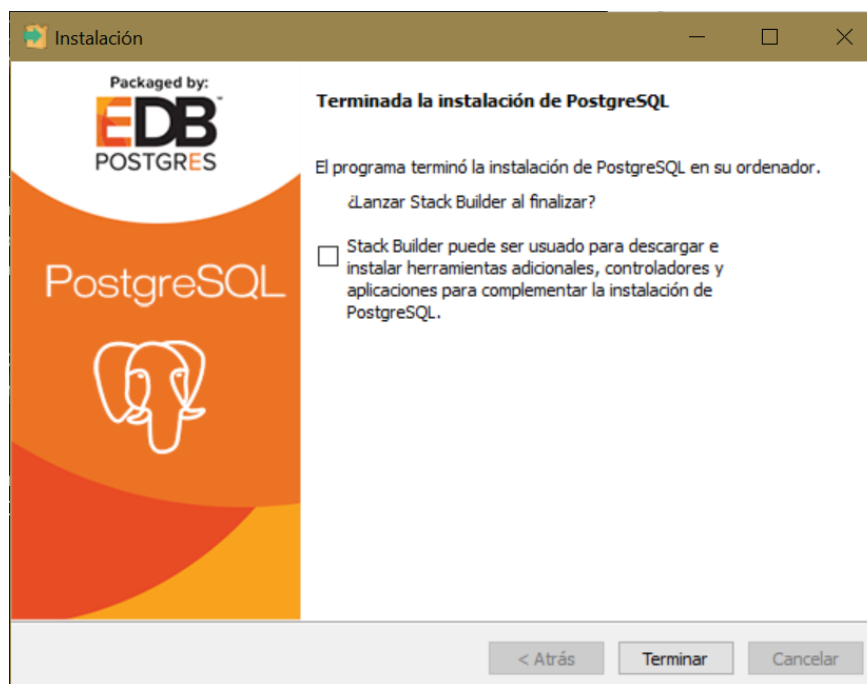 Instalación
Packaged by:
EDB
POSTGRES
PostgreSQL
Terminada la instalación de PostgreSQL
El programa terminó la instalación de PostgreSQL en su ordenador.
¿Lanzar Stack Builder al finalizar?
Stack Builder puede ser usado para descargar e
instalar herramientas adicionales, controladores y
aplicaciones para complementar la instalación de
PostgreSQL.
< Atrás
Terminar
Cancelar